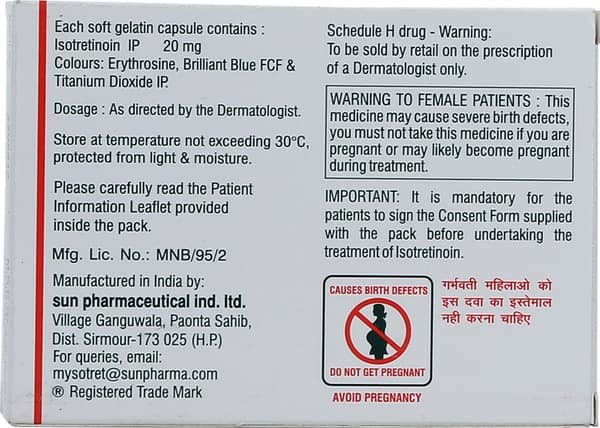 Each soft gelatin capsule contains :
Isotretinoin IP 20 mg
Colours: Erythrosine, Brilliant Blue FCF &
Titanium Dioxide IP.
Dosage : As directed by the Dermatologist.
Store at temperature not exceeding 30°C,
protected from light & moisture.
Please carefully read the Patient
Information Leaflet provided
inside the pack.
Mfg. Lic. No.: MNB/95/2
Manufactured in India by:
sun pharmaceutical ind. ltd.
Village Ganguwala, Paonta Sahib,
Dist. Sirmour-173 025 (H.P.)
For queries, email:
mysotret@sunpharma.com
® Registered Trade Mark
Schedule H drug - Warning:
To be sold by retail on the prescription
of a Dermatologist only.
WARNING TO FEMALE PATIENTS : This
medicine may cause severe birth defects,
you must not take this medicine if you are
pregnant or may likely become pregnant
during treatment.
IMPORTANT: It is mandatory for the
patients to sign the Consent Form supplied
with the pack before undertaking the
treatment of Isotretinoin.
CAUSES BIRTH DEFECTS
DO NOT GET PREGNANT
AVOID PREGNANCY
गर्भवती महिलाओ को
इस दवा का इस्तेमाल
नही करना चाहिए